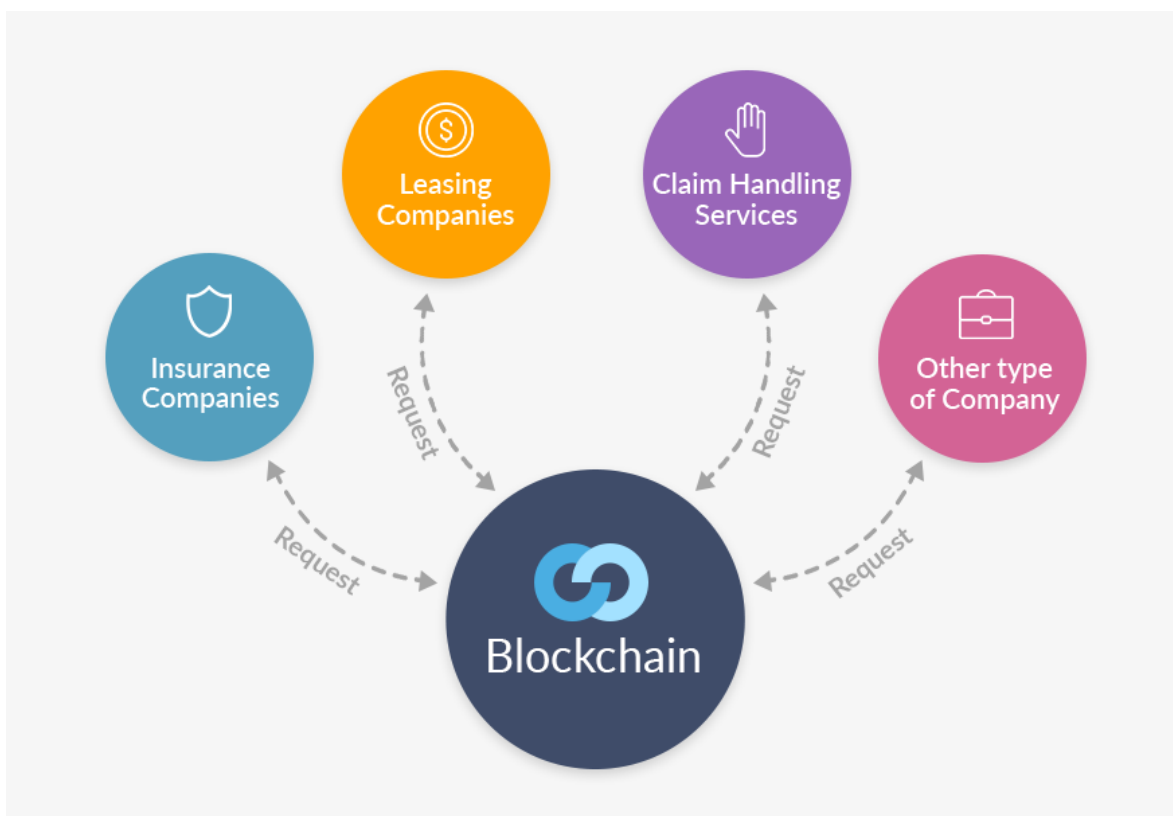 Leasing
Companies
Claim Handling
Services
Insurance
Companies
Other type
of Company
Request
Request
Request
Request
Blockchain